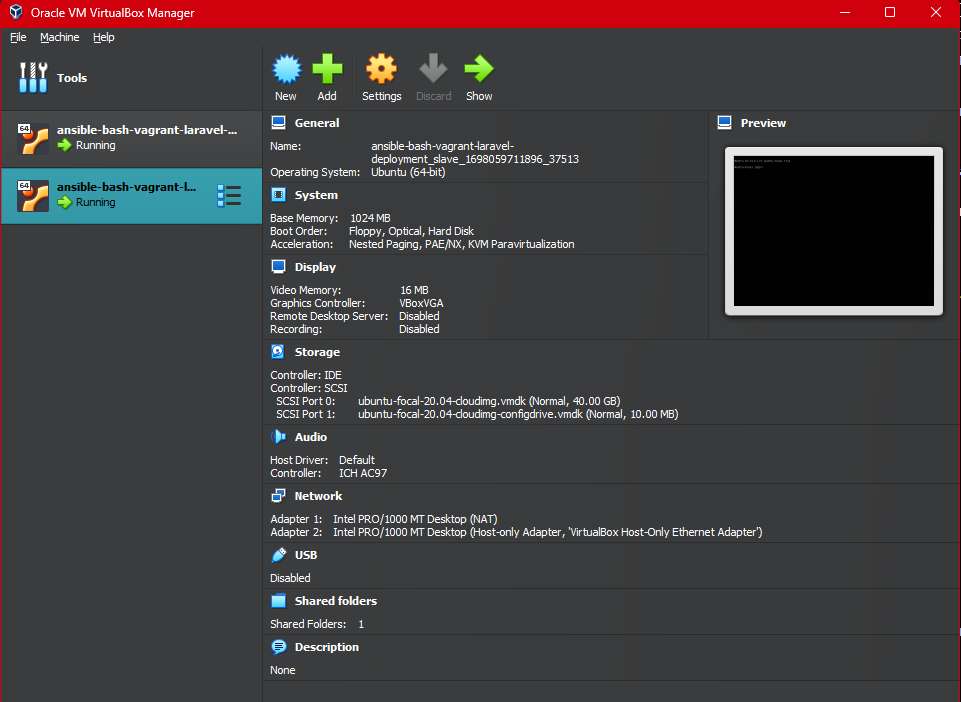 Oracle VM VirtualBox Manager
File Machine Help
Tools
New Add Settings Discard Show
64
ansible-bash-vagrant-laravel-...
Running
64
ansible-bash-vagrant-l...
Running
General
Name: ansible-bash-vagrant-laravel-
deployment_slave_1698059711896_37513
Operating System: Ubuntu (64-bit)
System
Base Memory: 1024 MB
Boot Order: Floppy, Optical, Hard Disk
Acceleration: Nested Paging, PAE/NX, KVM Paravirtualization
Display
Video Memory: 16 MB
Graphics Controller: VBoxVGA
Remote Desktop Server: Disabled
Recording: Disabled
Preview
Storage
Controller: IDE
Controller: SCSI
SCSI Port 0: ubuntu-focal-20.04-cloudimg.vmdk (Normal, 40.00 GB)
SCSI Port 1: ubuntu-focal-20.04-cloudimg-configdrive.vmdk (Normal, 10.00 MB)
Audio
Host Driver: Default
Controller: ICH AC97
Network
Adapter 1: Intel PRO/1000 MT Desktop (NAT)
Adapter 2: Intel PRO/1000 MT Desktop (Host-only Adapter, 'VirtualBox Host-Only Ethernet Adapter')
USB
Disabled
Shared folders
Shared Folders: 1
Description
None